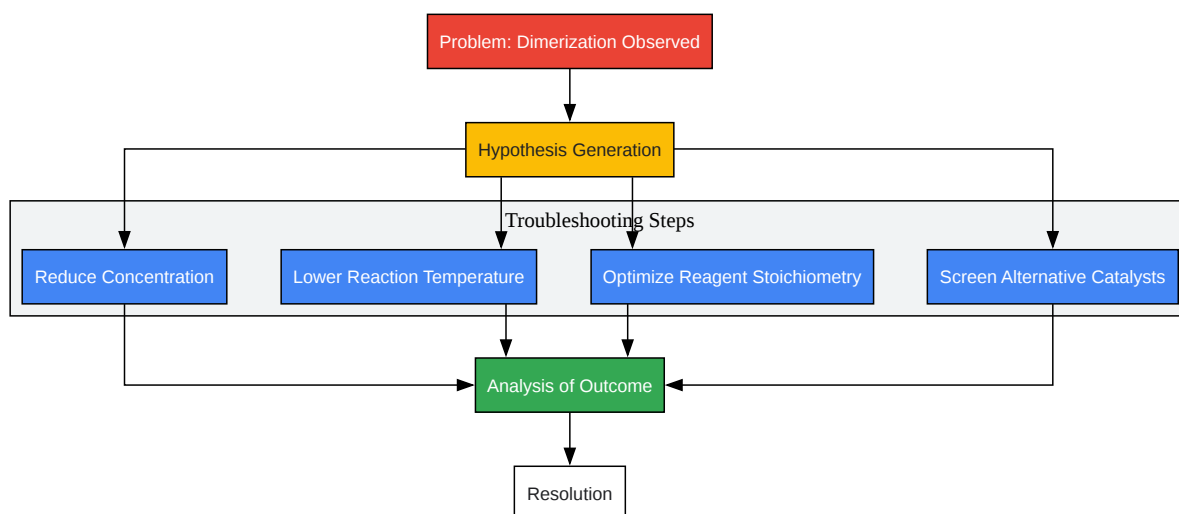 Problem: Dimerization Observed
Hypothesis Generation
Troubleshooting Steps
Reduce Concentration
Lower Reaction Temperature
Optimize Reagent Stoichiometry
Screen Alternative Catalysts
Analysis of Outcome
Resolution